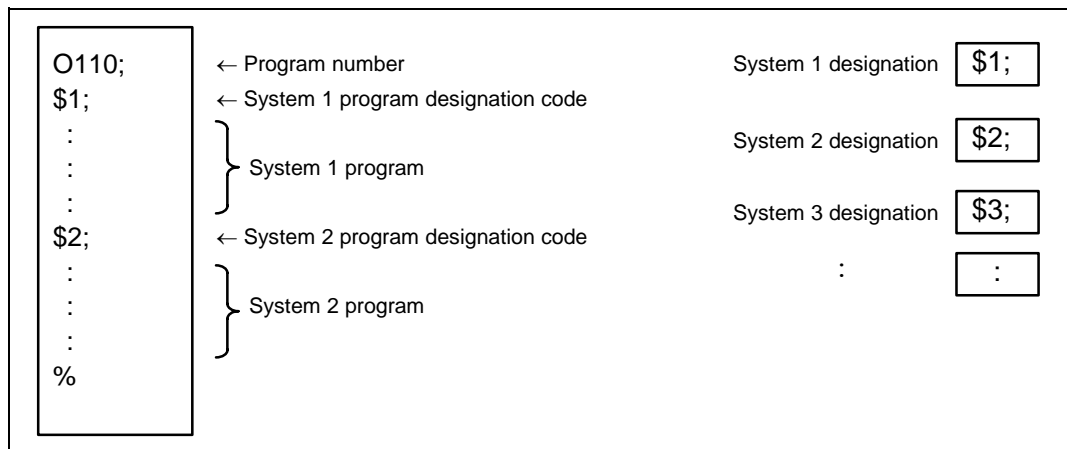 O110; ← Program number
$1; ← System 1 program designation code
:
:
: System 1 program
$2; ← System 2 program designation code
:
:
: System 2 program
%
System 1 designation $1;
System 2 designation $2;
System 3 designation $3;
: :